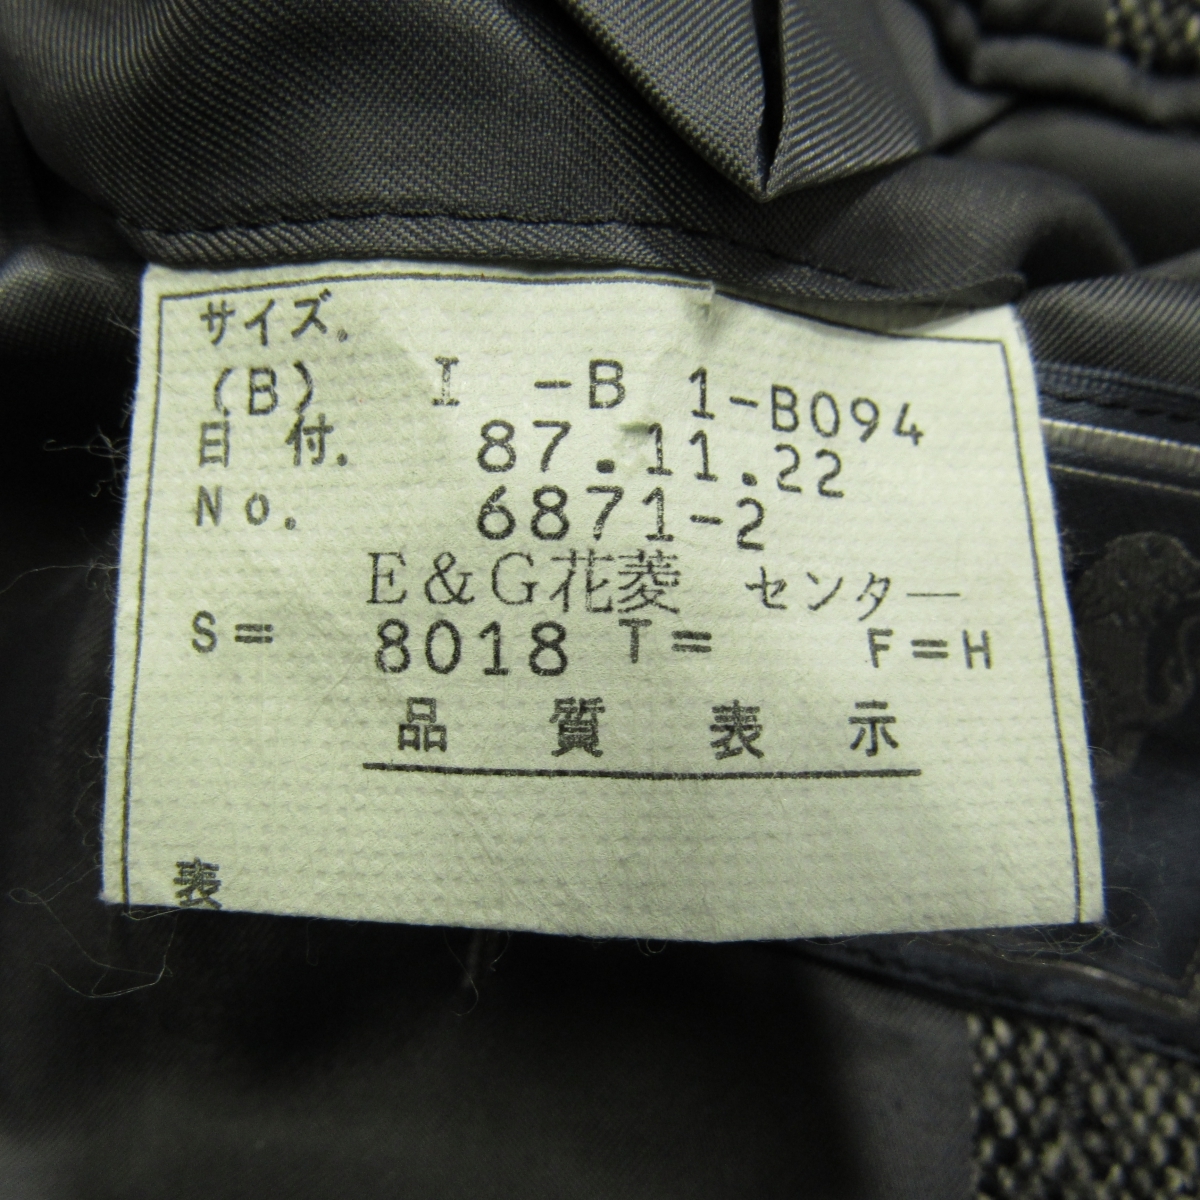 サイズ.
(B) I -B 1-B094
日付. 87.11.22
No. 6871-2
E&G花菱 センター
S= 8018 T= F=H
品質表示
表